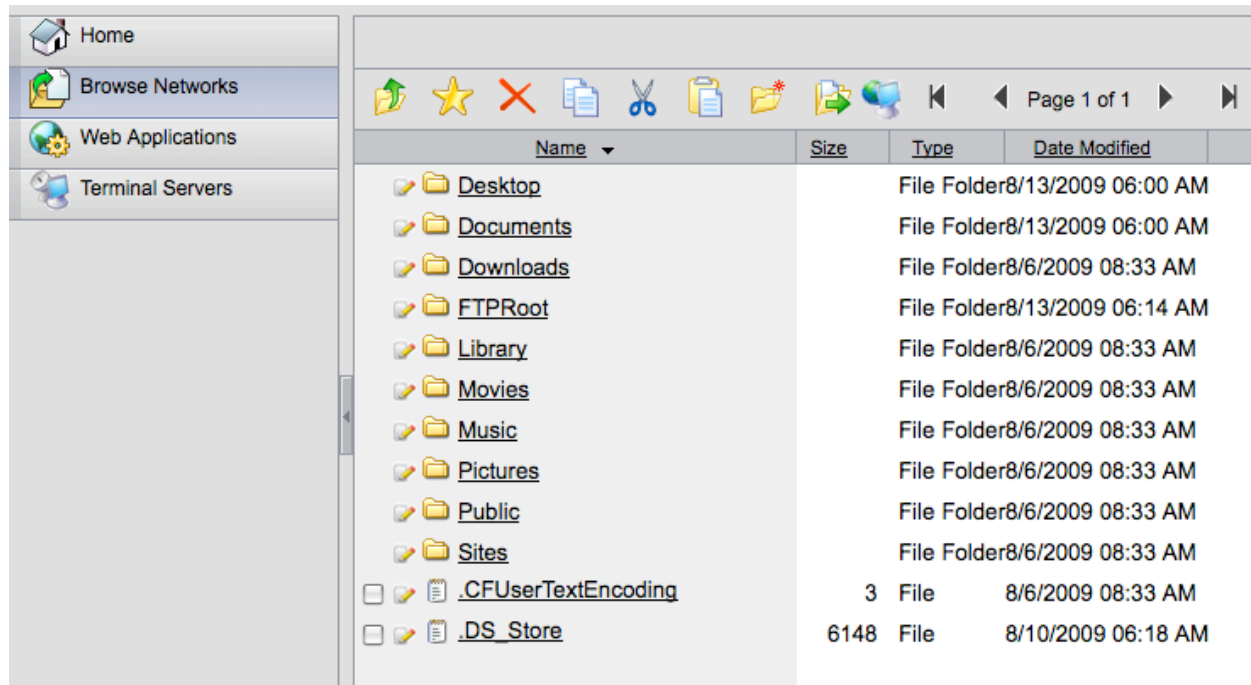 Home
Browse Networks
Web Applications
Terminal Servers
Page 1 of 1
Name Size Type Date Modified
Desktop File Folder8/13/2009 06:00 AM
Documents File Folder8/13/2009 06:00 AM
Downloads File Folder8/6/2009 08:33 AM
FTPRoot File Folder8/13/2009 06:14 AM
Library File Folder8/6/2009 08:33 AM
Movies File Folder8/6/2009 08:33 AM
Music File Folder8/6/2009 08:33 AM
Pictures File Folder8/6/2009 08:33 AM
Public File Folder8/6/2009 08:33 AM
Sites File Folder8/6/2009 08:33 AM
.CFUserTextEncoding 3 File 8/6/2009 08:33 AM
.DS_Store 6148 File 8/10/2009 06:18 AM